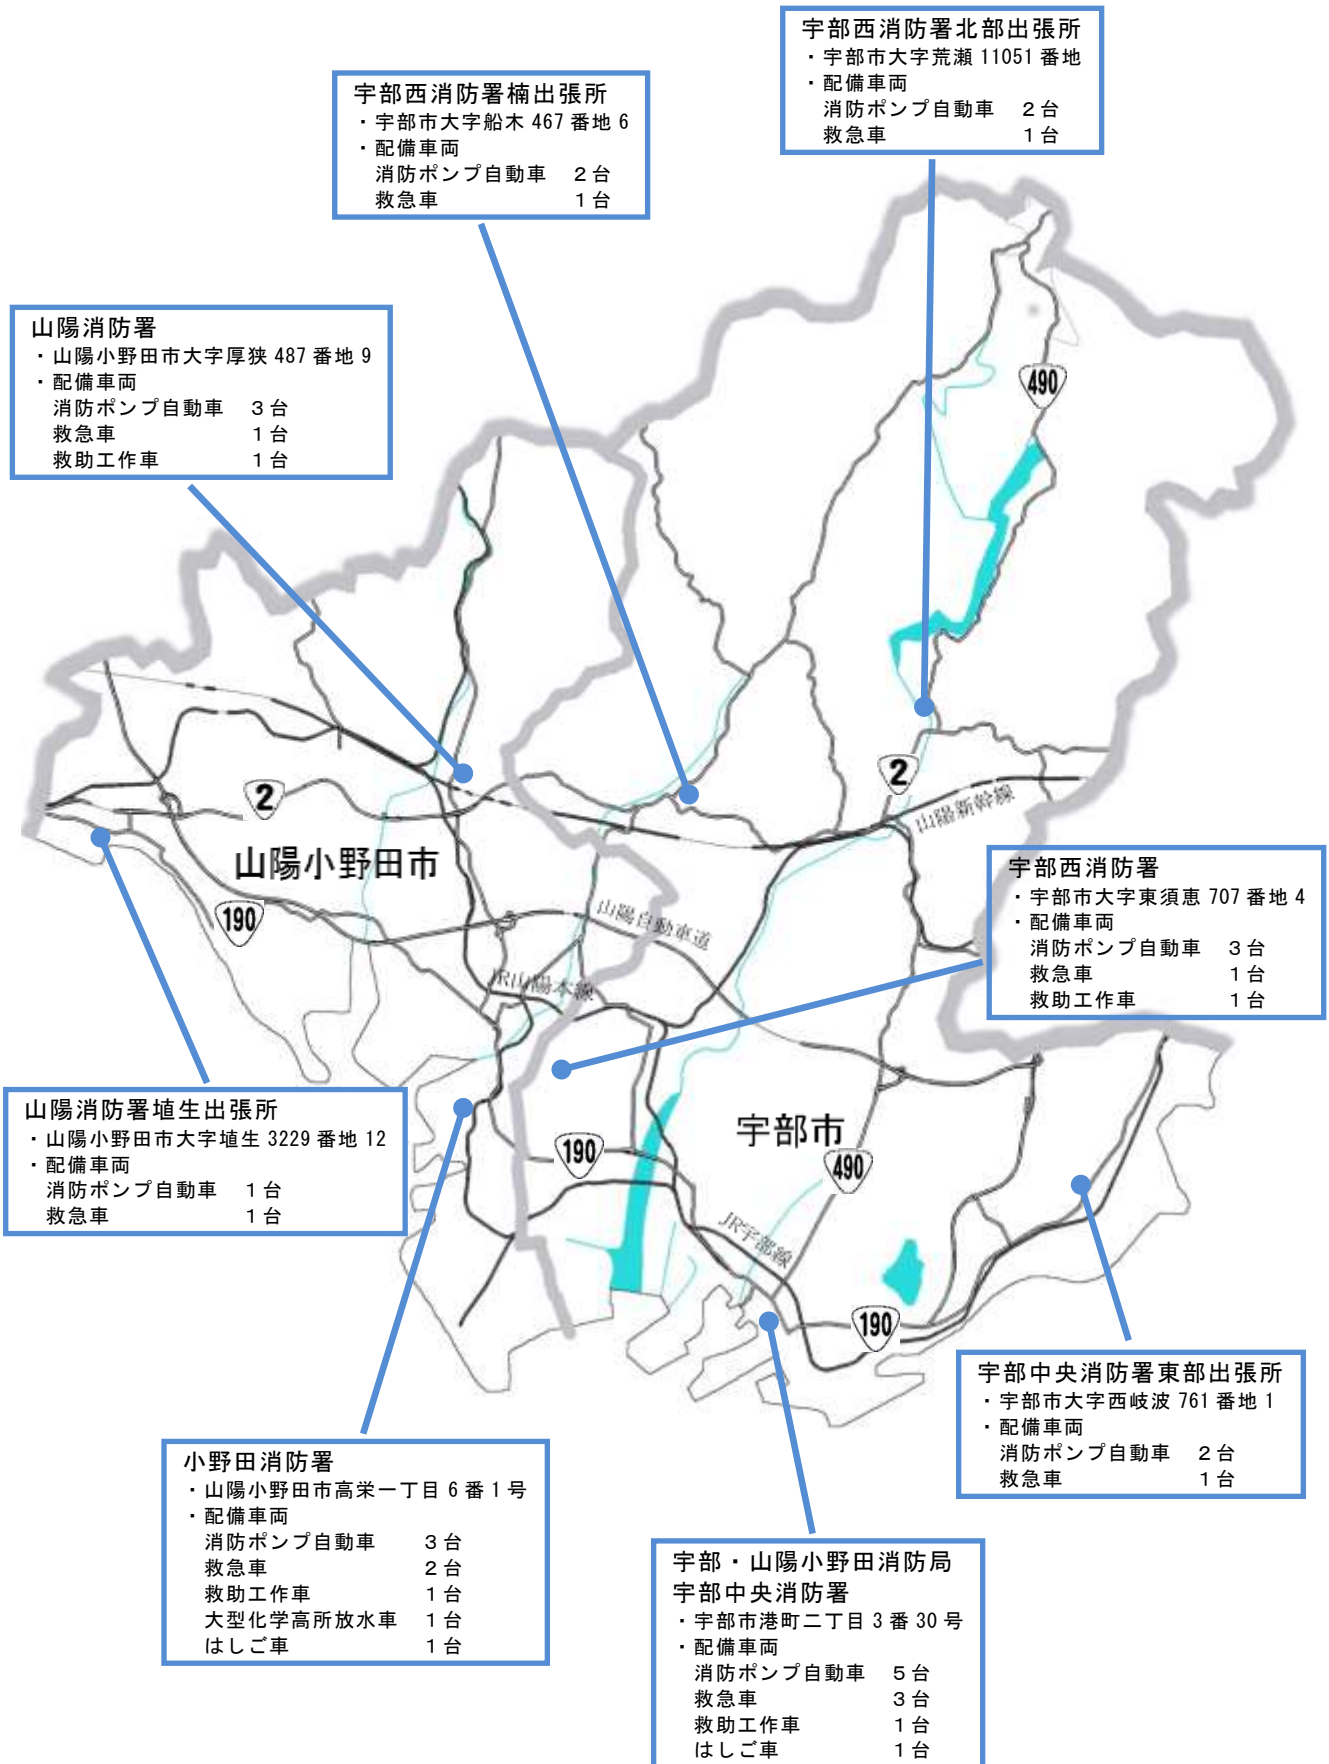 宇部西消防署北部出張所
・宇部市大字荒瀬 11051 番地
・配備車両
消防ポンプ自動車 2台
救急車 1台
宇部西消防署楠出張所
・宇部市大字船木 467 番地 6
・配備車両
消防ポンプ自動車 2台
救急車 1台
山陽消防署
・山陽小野田市大字厚狭 487 番地 9
・配備車両
消防ポンプ自動車 3台
救急車 1台
救助工作車 1台
490
2
2
山陽新幹線
山陽小野田市
190
山陽自動車道
JR山陽本線
宇部西消防署
・宇部市大字東須恵 707 番地 4
・配備車両
消防ポンプ自動車 3台
救急車 1台
救助工作車 1台
山陽消防署埴生出張所
・山陽小野田市大字埴生 3229 番地 12
・配備車両
消防ポンプ自動車 1台
救急車 1台
宇部市
190
490
JR宇部線
190
宇部中央消防署東部出張所
・宇部市大字西岐波 761 番地 1
・配備車両
消防ポンプ自動車 2台
救急車 1台
小野田消防署
・山陽小野田市高栄一丁目 6 番 1 号
・配備車両
消防ポンプ自動車 3台
救急車 2台
救助工作車 1台
大型化学高所放水車 1台
はしご車 1台
宇部・山陽小野田消防局
宇部中央消防署
・宇部市港町二丁目 3 番 30 号
・配備車両
消防ポンプ自動車 5台
救急車 3台
救助工作車 1台
はしご車 1台